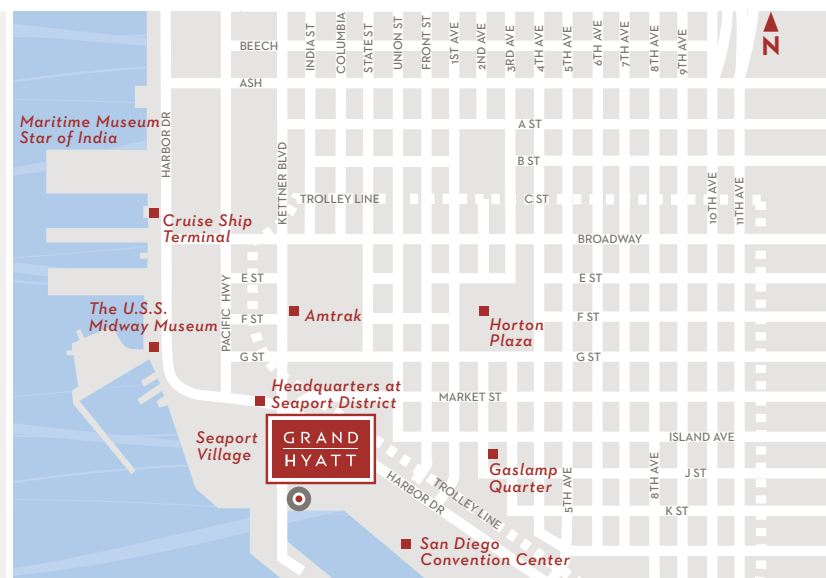 INDIA ST
COLUMBIA
STATE ST
UNION ST
FRONT ST
1ST AVE
2ND AVE
3RD AVE
4TH AVE
5TH AVE
6TH AVE
7TH AVE
8TH AVE
9TH AVE
N
BEECH
ASH
Maritime Museum
Star of India
HARBOR DR
A ST
B ST
KETTNER BLVD
TROLLEY LINE
C ST
10TH AVE
11TH AVE
Cruise Ship
Terminal
BROADWAY
PACIFIC HWY
E ST
E ST
The U.S.S.
Midway Museum
F ST
Amtrak
Horton
Plaza
F ST
G ST
G ST
Headquarters at
Seaport District
MARKET ST
Seaport
Village
GRAND
HYATT
ISLAND AVE
Gaslamp
Quarter
5TH AVE
8TH AVE
J ST
HARBOR DR
TROLLEY LINE
K ST
San Diego
Convention Center